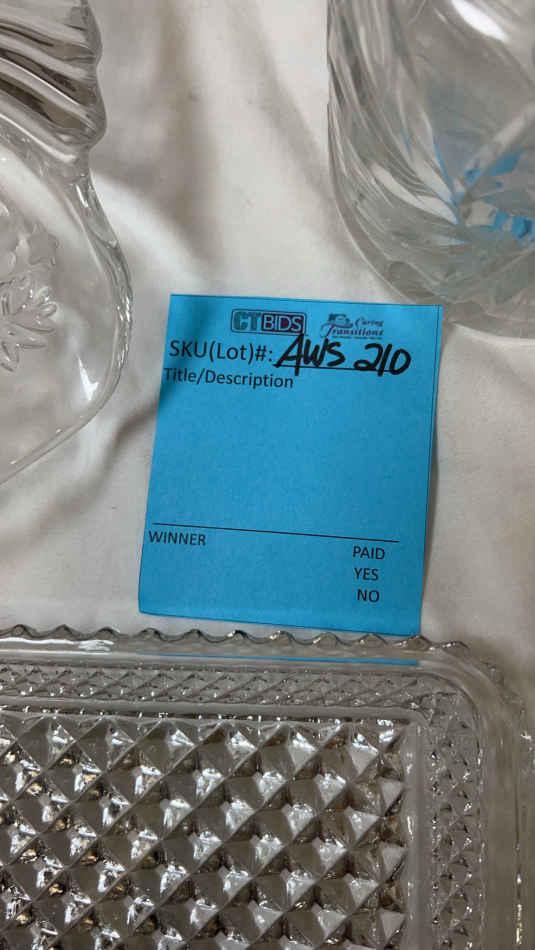 CTBIDS Caring Transitions
SKU(Lot)#: AWS 210
Title/Description
WINNER
PAID
YES
NO